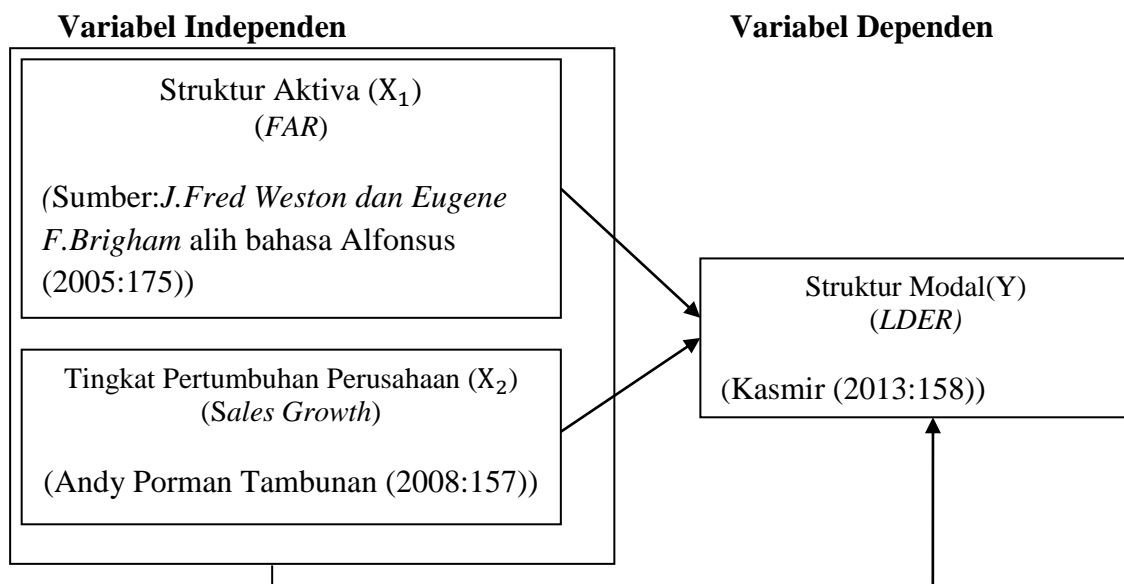 Variabel Independen
Variabel Dependen
Struktur Aktiva (X₁)
(FAR)
(Sumber:J.Fred Weston dan Eugene
F.Brigham alih bahasa Alfonsus
(2005:175))
Tingkat Pertumbuhan Perusahaan (X₂)
(Sales Growth)
(Andy Porman Tambunan (2008:157))
Struktur Modal(Y)
(LDER)
(Kasmir (2013:158))